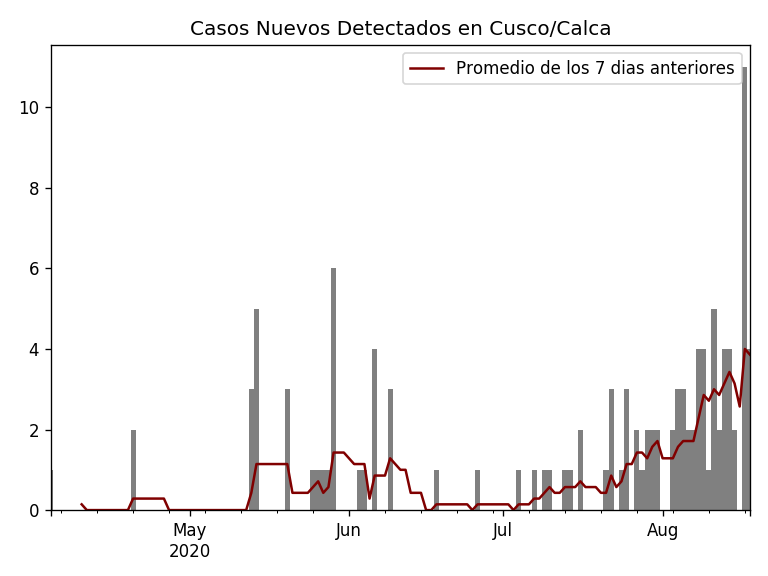 Casos Nuevos Detectados en Cusco/Calca
Promedio de los 7 dias anteriores
10
8
6
4
2
0
May
2020
Jun
Jul
Aug